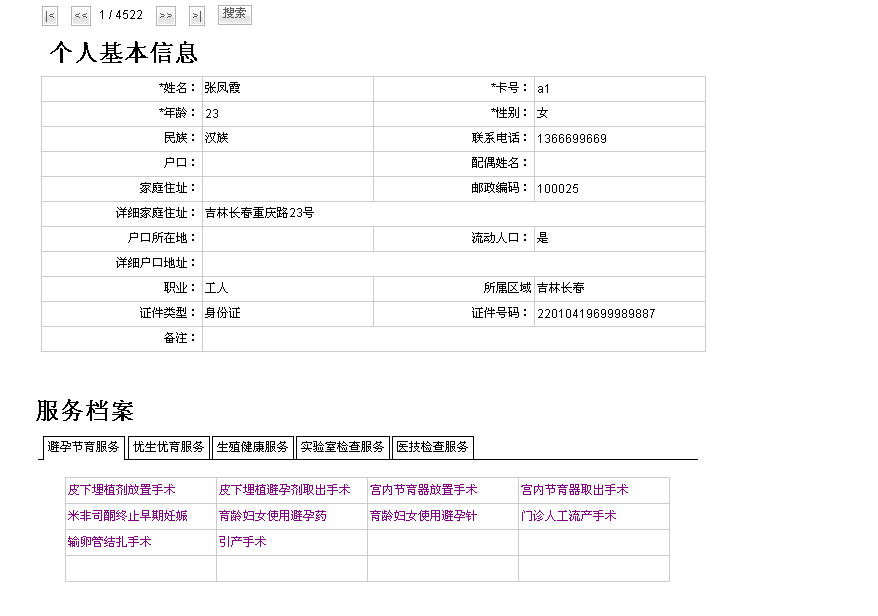 |< << 1 / 4522 >> >| 搜索
个人基本信息
*姓名： 张凤霞 *卡号： a1
*年龄： 23 *性别： 女
民族： 汉族 联系电话： 1366699669
户口： 配偶姓名：
家庭住址： 邮政编码： 100025
详细家庭住址： 吉林长春重庆路23号
户口所在地： 流动人口： 是
详细户口地址：
职业： 工人 所属区域 吉林长春
证件类型： 身份证 证件号码： 22010419699989887
备注：
服务档案
避孕节育服务 优生优育服务 生殖健康服务 实验室检查服务 医技检查服务
皮下埋植剂放置手术 皮下埋植避孕剂取出手术 宫内节育器放置手术 宫内节育器取出手术
米非司酮终止早期妊娠 育龄妇女使用避孕药 育龄妇女使用避孕针 门诊人工流产手术
输卵管结扎手术 引产手术